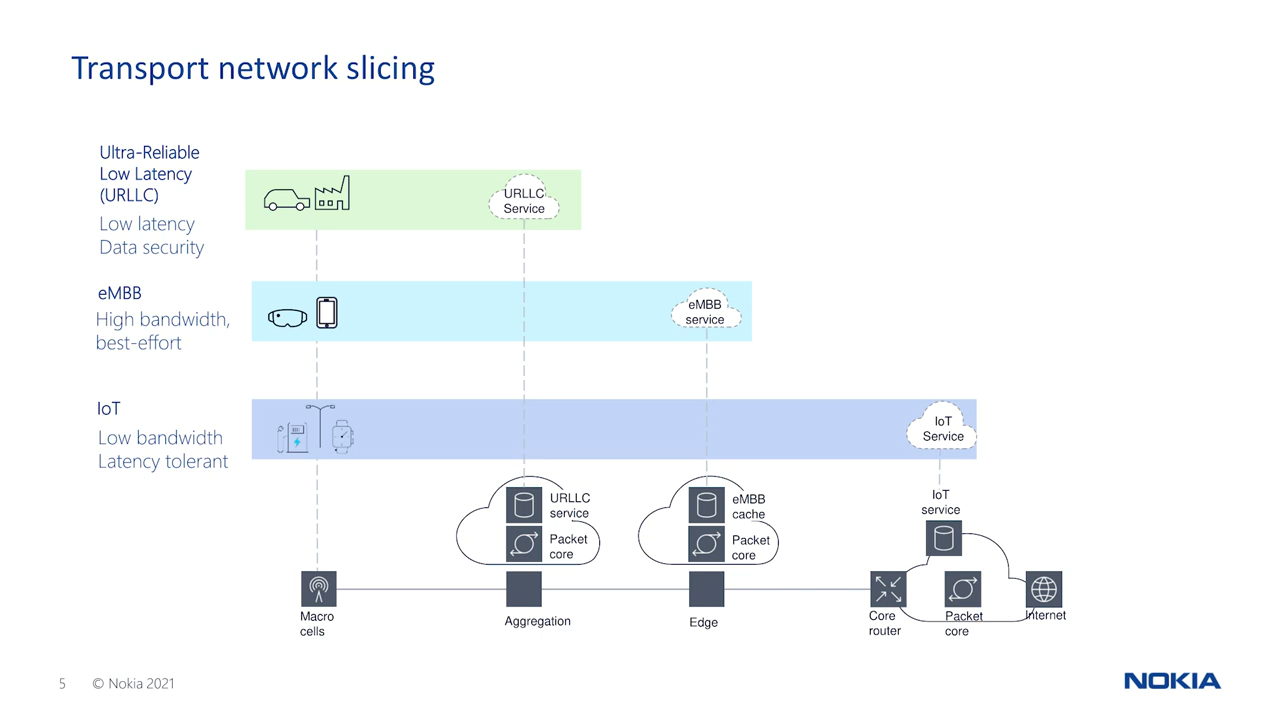 Transport network slicing
Ultra-Reliable
Low Latency
(URLLC)
Low latency
Data security
URLLC
Service
eMBB
High bandwidth,
best-effort
eMBB
service
IoT
Low bandwidth
Latency tolerant
IoT
Service
URLLC
service
Packet
core
eMBB
cache
Packet
core
IoT
service
Macro
cells
Aggregation
Edge
Core
router
Packet
core
Internet
5
© Nokia 2021
NOKIA